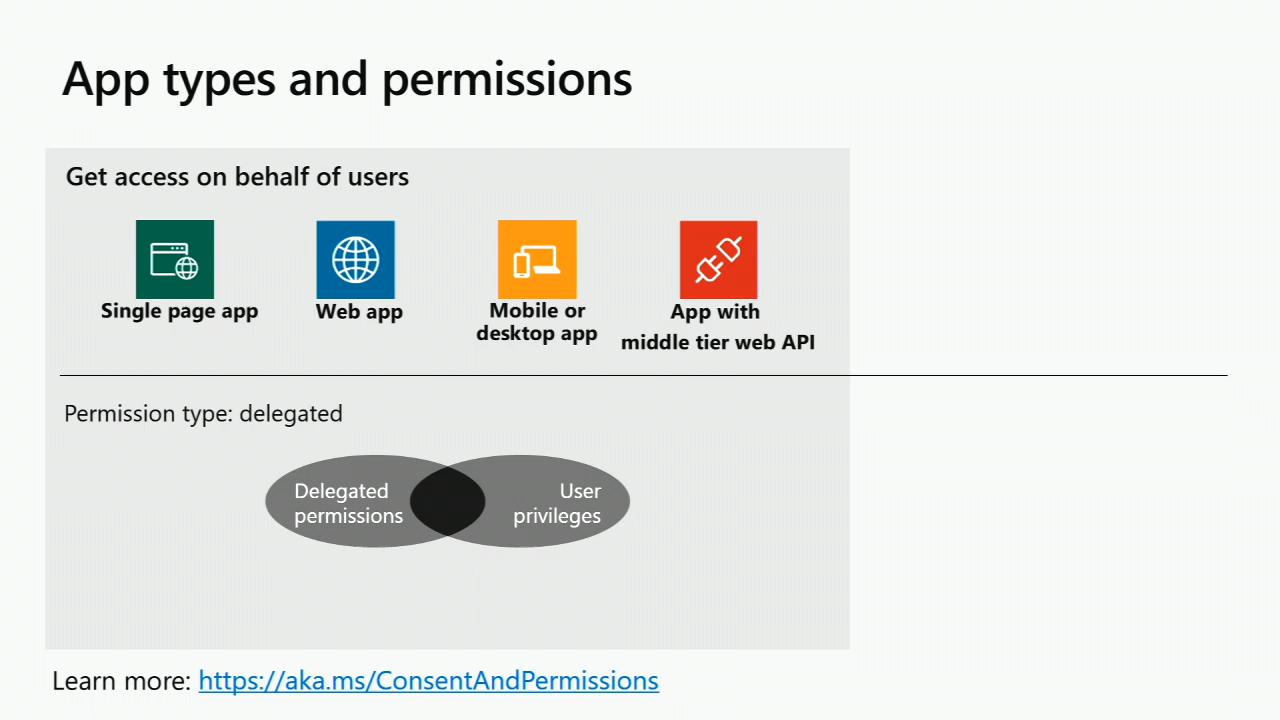 App types and permissions
Get access on behalf of users
Single page app
Web app
Mobile or
desktop app
App with
middle tier web API
Permission type: delegated
Delegated
permissions
User
privileges
Learn more: https://aka.ms/ConsentAndPermissions